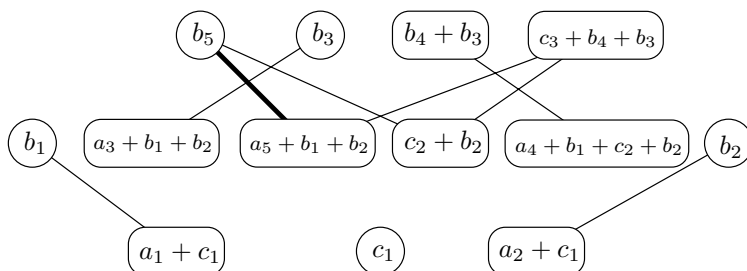 b₅ b₃ b₄ + b₃ c₃ + b₄ + b₃
b₁ a₃ + b₁ + b₂ a₅ + b₁ + b₂ c₂ + b₂ a₄ + b₁ + c₂ + b₂ b₂
a₁ + c₁ c₁ a₂ + c₁